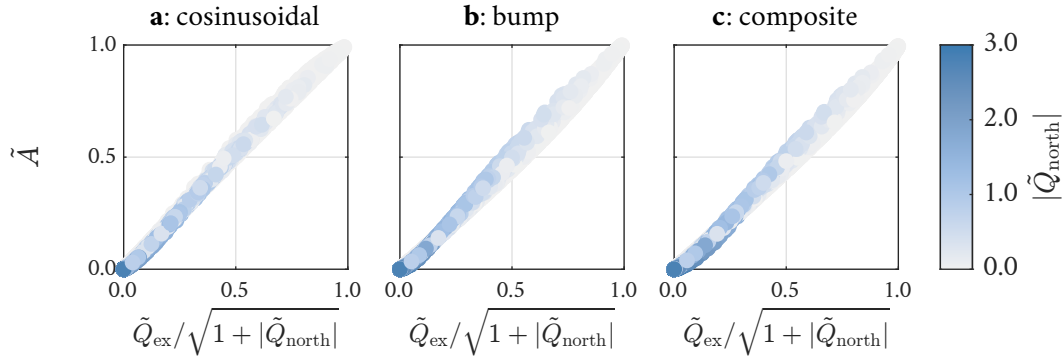 a: cosinusoidal
b: bump
c: composite
1.0
0.5
0.0
Ã
0.0 0.5 1.0
0.0 0.5 1.0
0.0 0.5 1.0
Q̃ex/√1 + |Q̃north|
Q̃ex/√1 + |Q̃north|
Q̃ex/√1 + |Q̃north|
3.0
2.0
1.0
0.0
|Q̃north|